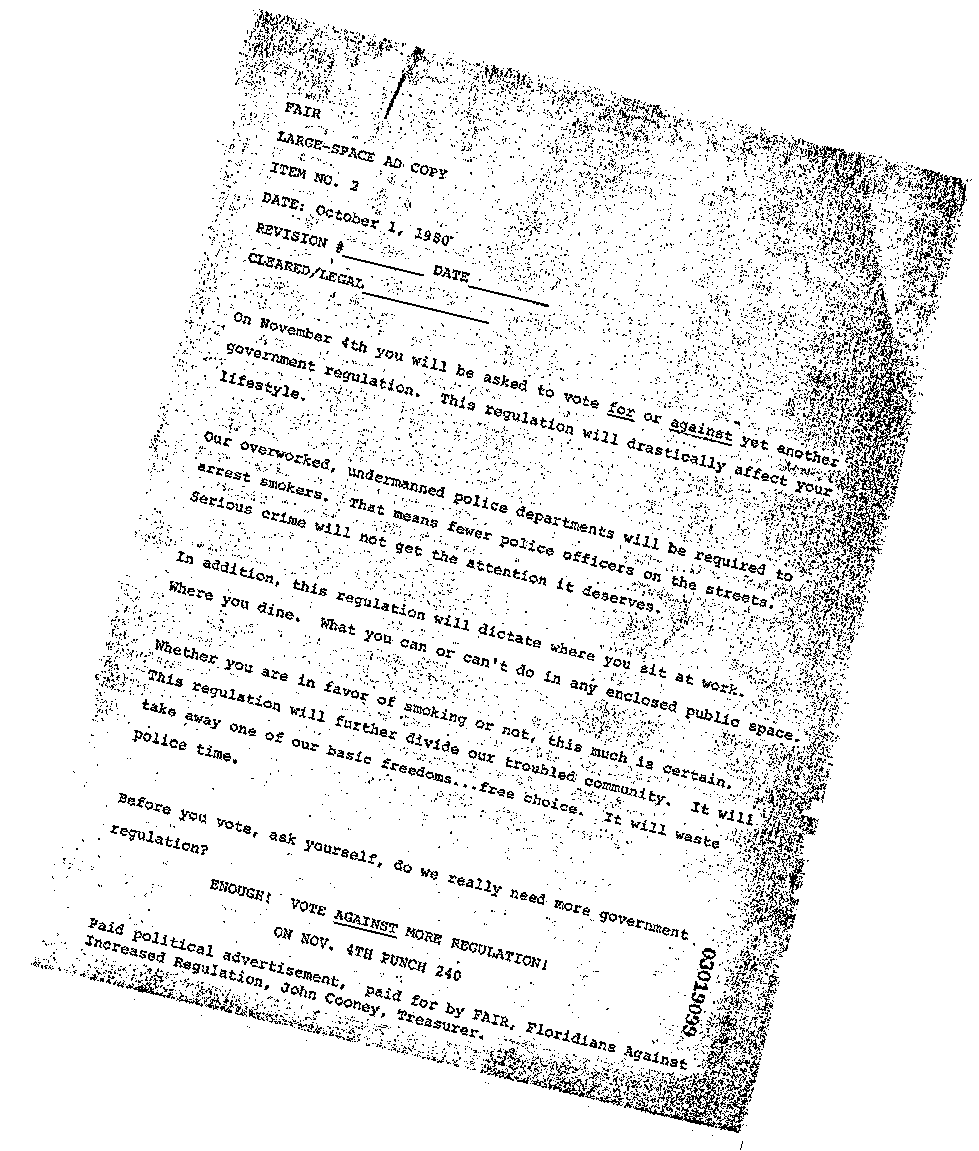 FAIR
LARGE-SPACE AD COPY
ITEM NO. 2
DATE: October 1, 1980
REVISION #__________ DATE__________
CLEARED/LEGAL________________
On November 4th you will be asked to vote for or against yet another
government regulation. This regulation will drastically affect your
lifestyle.
Our overworked, undermanned police departments will be required to
arrest smokers. That means fewer police officers on the streets.
Serious crime will not get the attention it deserves.
In addition, this regulation will dictate where you sit at work.
Where you dine. What you can or can't do in any enclosed public space.
Whether you are in favor of smoking or not, this much is certain.
This regulation will further divide our troubled community. It will
take away one of our basic freedoms...free choice. It will waste
police time.
Before you vote, ask yourself, do we really need more government
regulation?
ENOUGH! VOTE AGAINST MORE REGULATION!
ON NOV. 4TH PUNCH 240
Paid political advertisement, paid for by FAIR, Floridians Against
Increased Regulation, John Cooney, Treasurer.
03019099